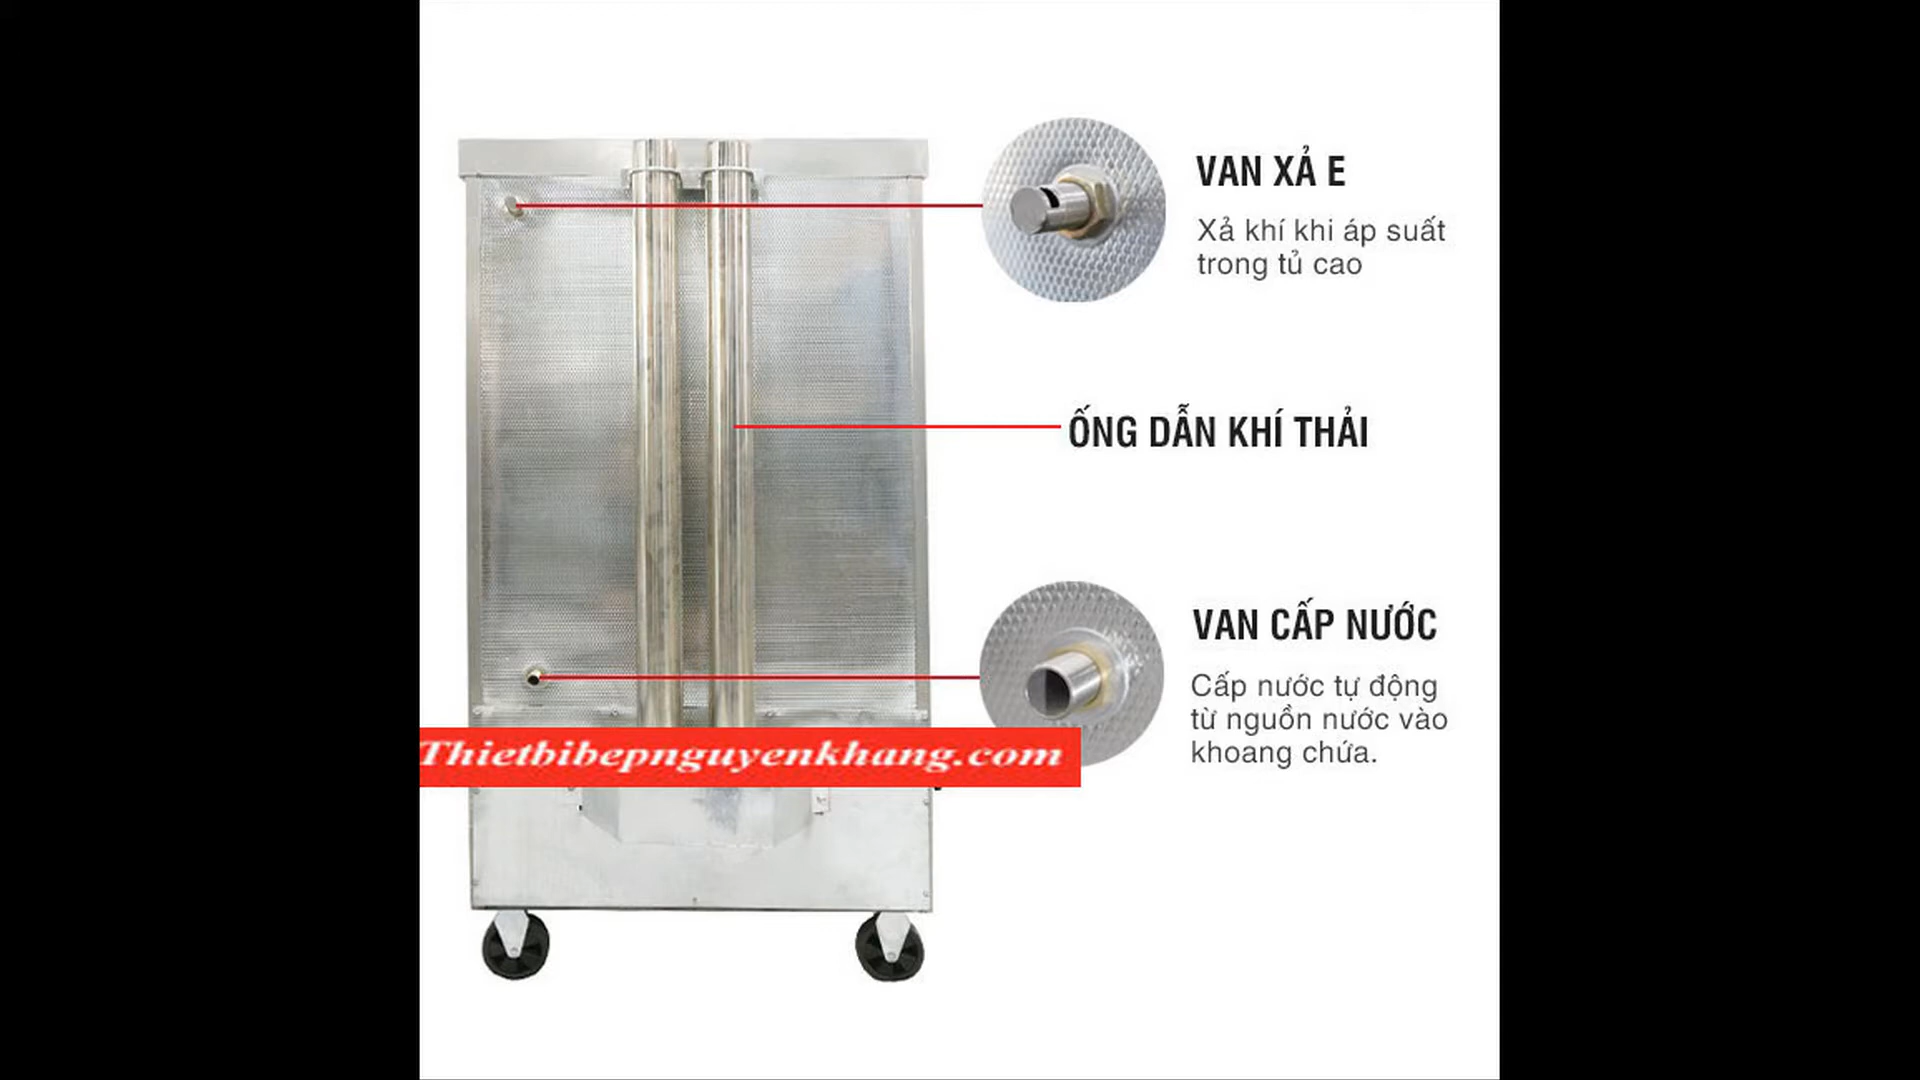 VAN XẢ E
Xả khí khi áp suất
trong tủ cao
ỐNG DẪN KHÍ THẢI
VAN CẤP NƯỚC
Cấp nước tự động
từ nguồn nước vào
khoang chứa.
Thietbibepnguyenkhang.com